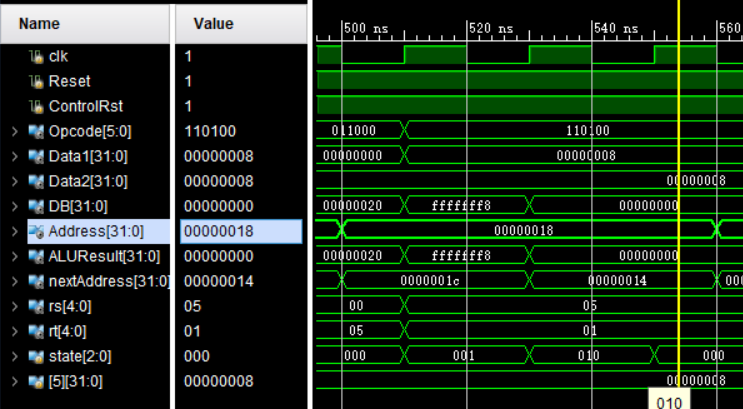 Name Value 500 ns 520 ns 540 ns 560
clk 1
Reset 1
ControlRst 1
Opcode[5:0] 110100 011000 110100
Data1[31:0] 00000008 00000000 00000008
Data2[31:0] 00000008 00000008
DB[31:0] 00000000 00000020 fffffff8 00000000
Address[31:0] 00000018 00000018
ALUResult[31:0] 00000000 00000020 fffffff8 00000000
nextAddress[31:0] 00000014 0000001c 00000014 000
rs[4:0] 05 00 05
rt[4:0] 01 05 01
state[2:0] 000 000 001 010 000
[5][31:0] 00000008 00000008
010